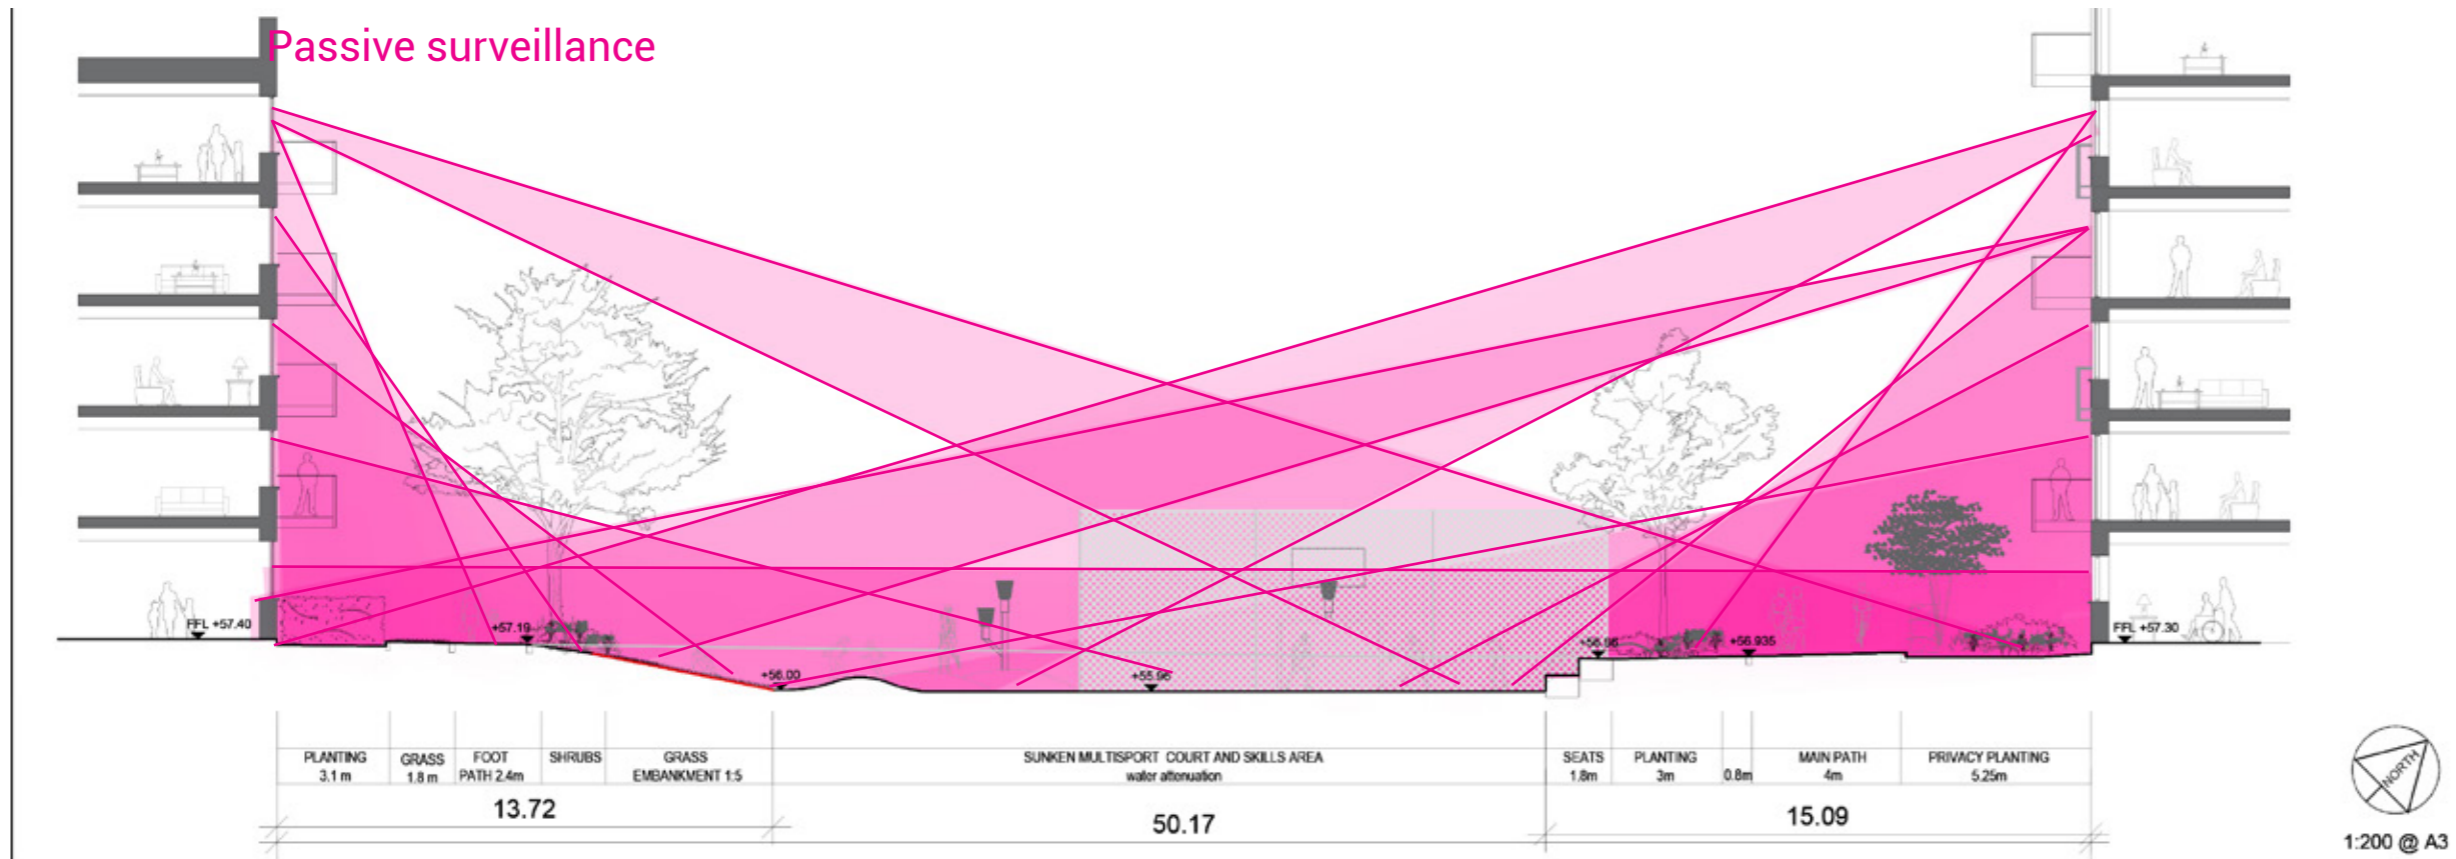 Passive surveillance
FFL +57.40
+57.19
+56.00
+55.96
+56.935
FFL +57.30
PLANTING
3.1 m
GRASS
1.8 m
FOOT
PATH 2.4m
SHRUBS
GRASS
EMBANKMENT 1:5
SUNKEN MULTISPORT COURT AND SKILLS AREA
water attenuation
SEATS
1.8m
PLANTING
3m
0.8m
MAIN PATH
4m
PRIVACY PLANTING
5.25m
13.72
50.17
15.09
NORTH
1:200 @ A3